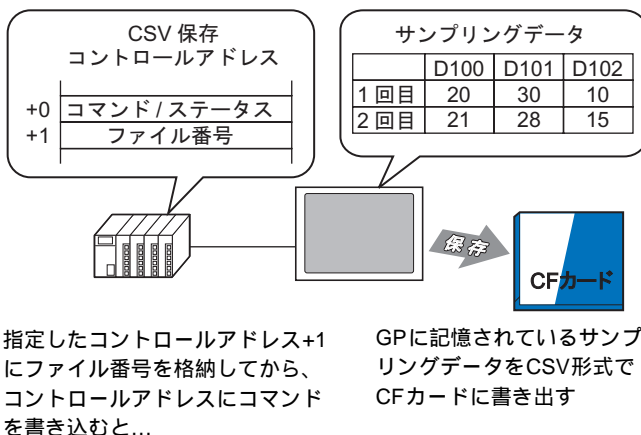 CSV 保存
コントロールアドレス
+0 コマンド / ステータス
+1 ファイル番号
サンプリングデータ
D100 D101 D102
1 回目 20 30 10
2 回目 21 28 15
保存
CFカード
指定したコントロールアドレス+1
にファイル番号を格納してから、
コントロールアドレスにコマンド
を書き込むと...
GPに記憶されているサンプ
リングデータをCSV形式で
CFカードに書き出す